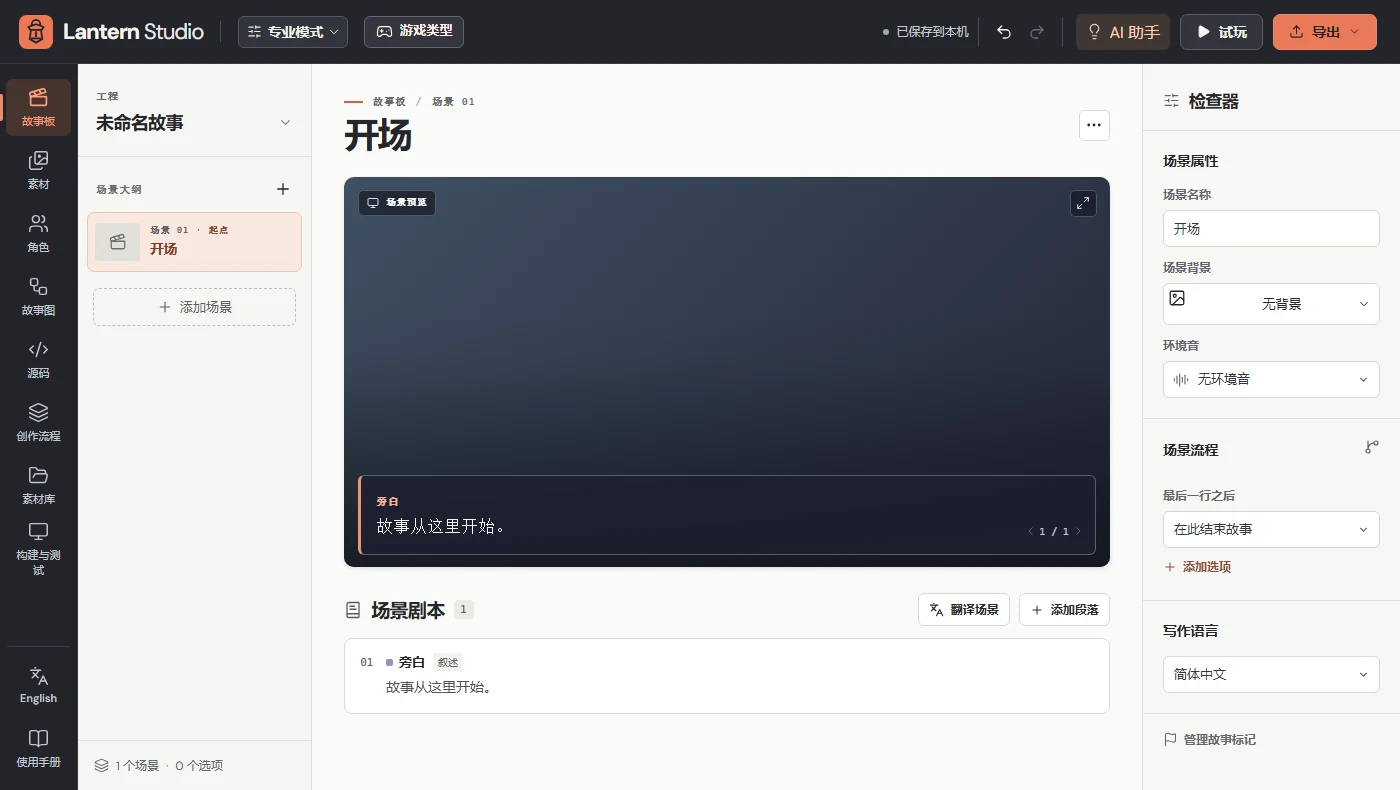 Lantern Studio
专业模式
游戏类型
已保存到本机
AI 助手
试玩
导出
故事板
素材
角色
故事图
源码
创作流程
素材库
构建与测
试
English
使用手册
工程
未命名故事
场景大纲
场景 01 · 起点
开场
添加场景
1个场景 · 0 个选项
故事板 / 场景 01
开场
场景预览
旁白
故事从这里开始。
1 / 1
场景剧本 1
翻译场景
添加段落
01 旁白 叙述
故事从这里开始。
检查器
场景属性
场景名称
开场
场景背景
无背景
环境音
无环境音
场景流程
最后一行之后
在此结束故事
添加选项
写作语言
简体中文
管理故事标记